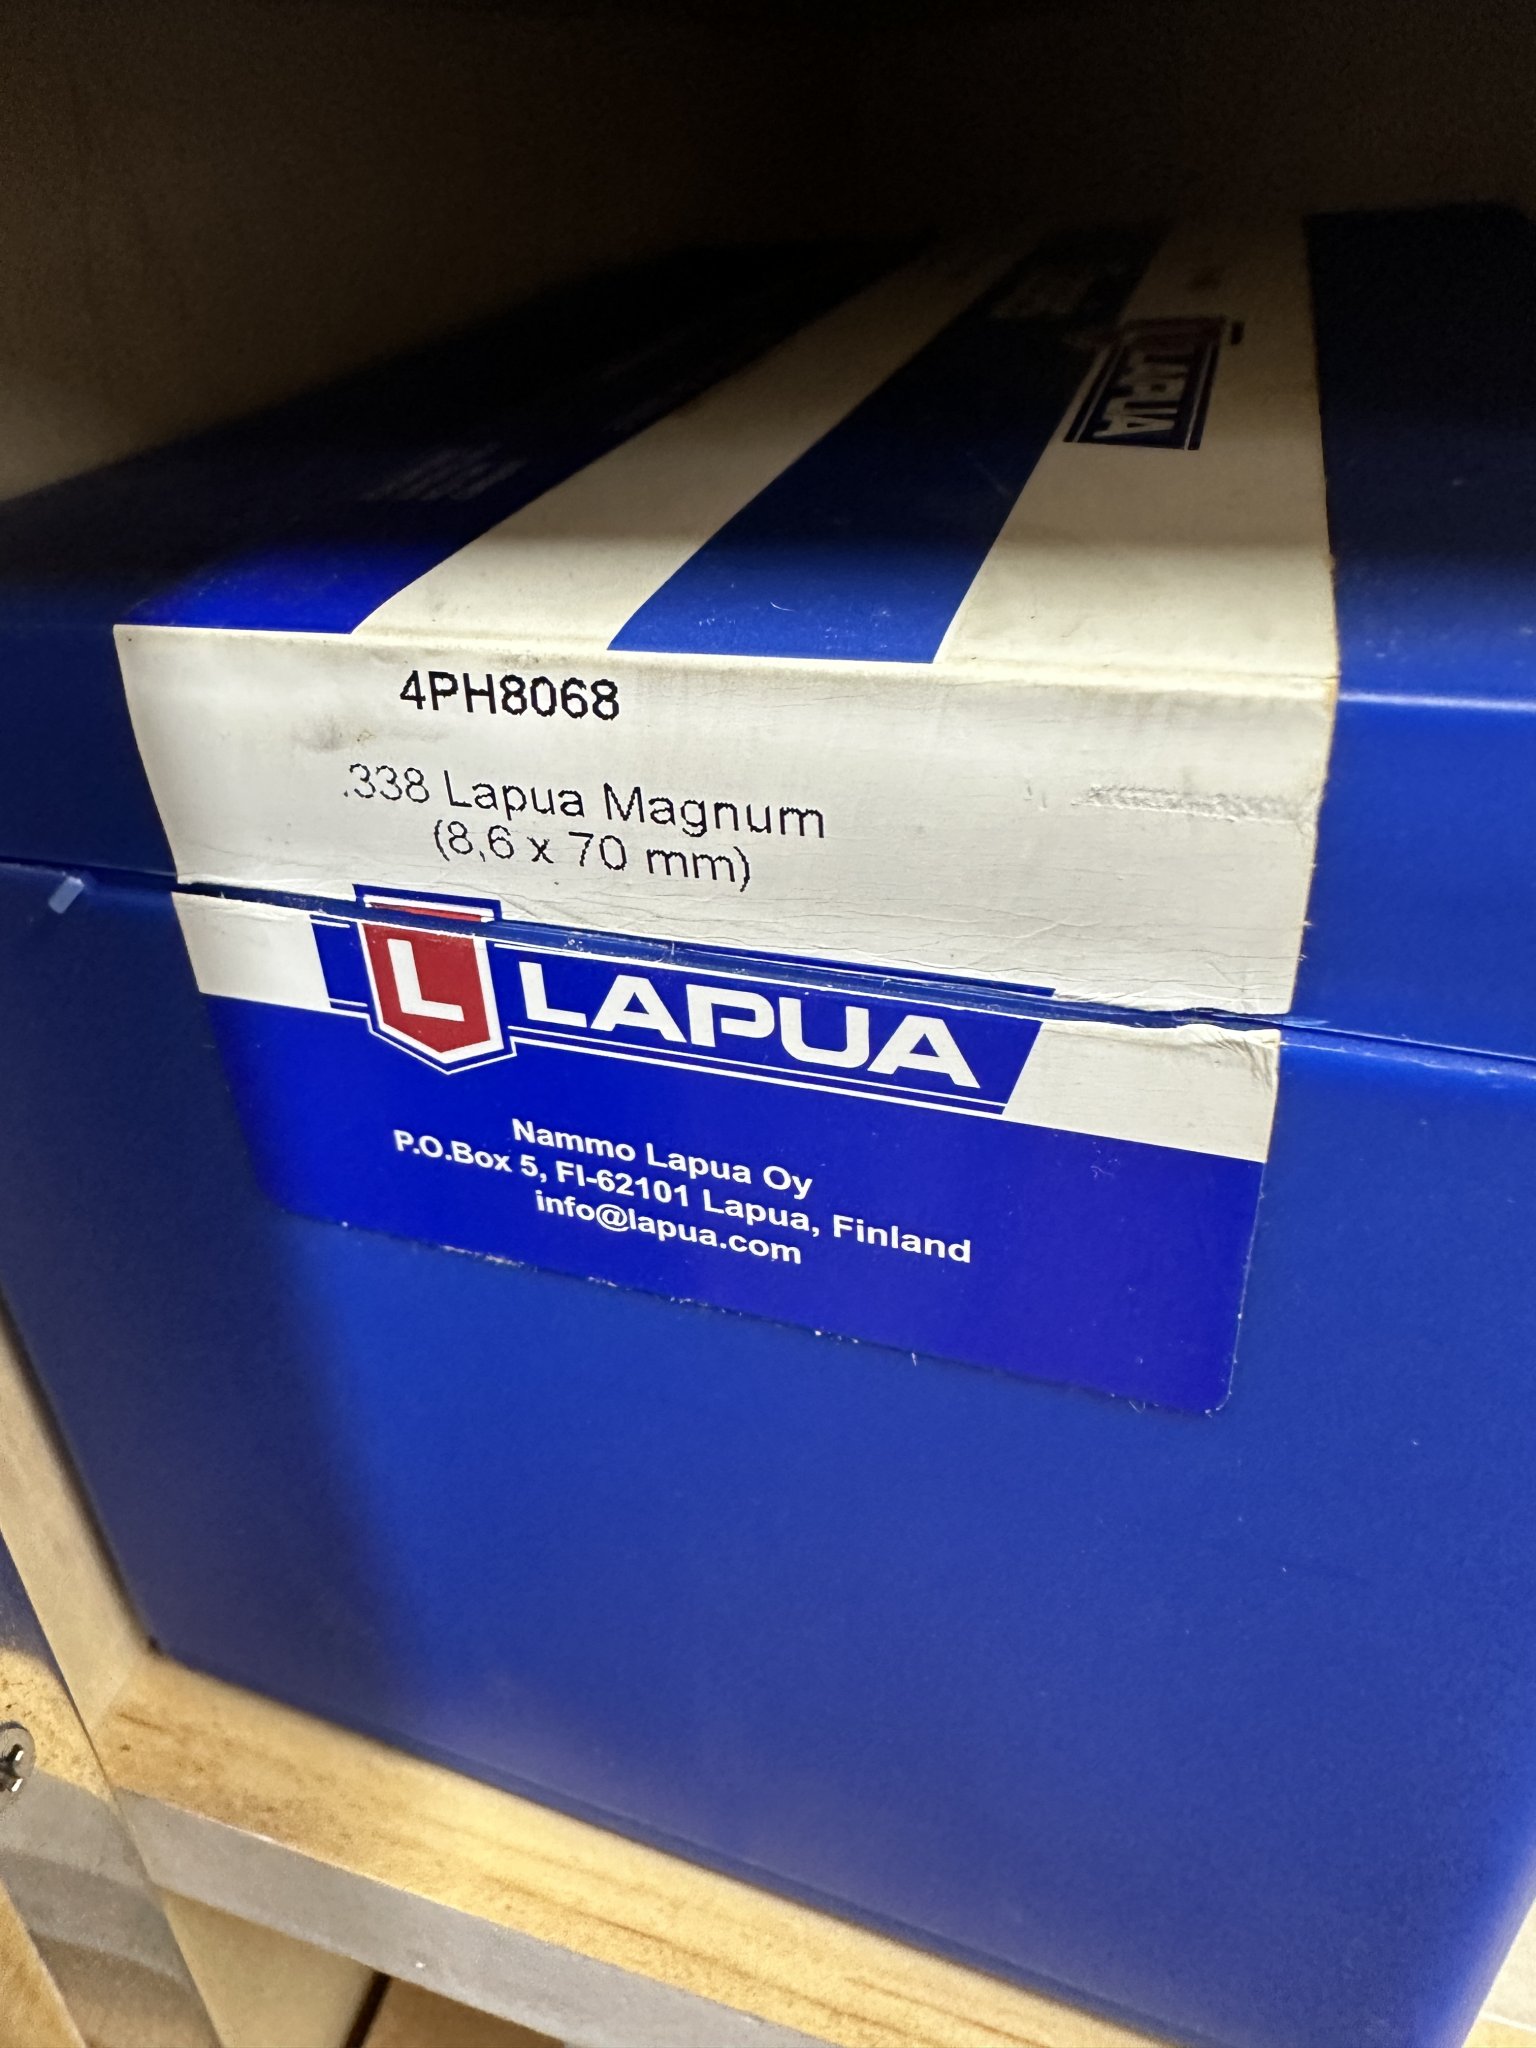 LAPUA
4PH8068
.338 Lapua Magnum
(8,6 x 70 mm)
L LAPUA
Nammo Lapua Oy
P.O.Box 5, FI-62101 Lapua, Finland
info@lapua.com